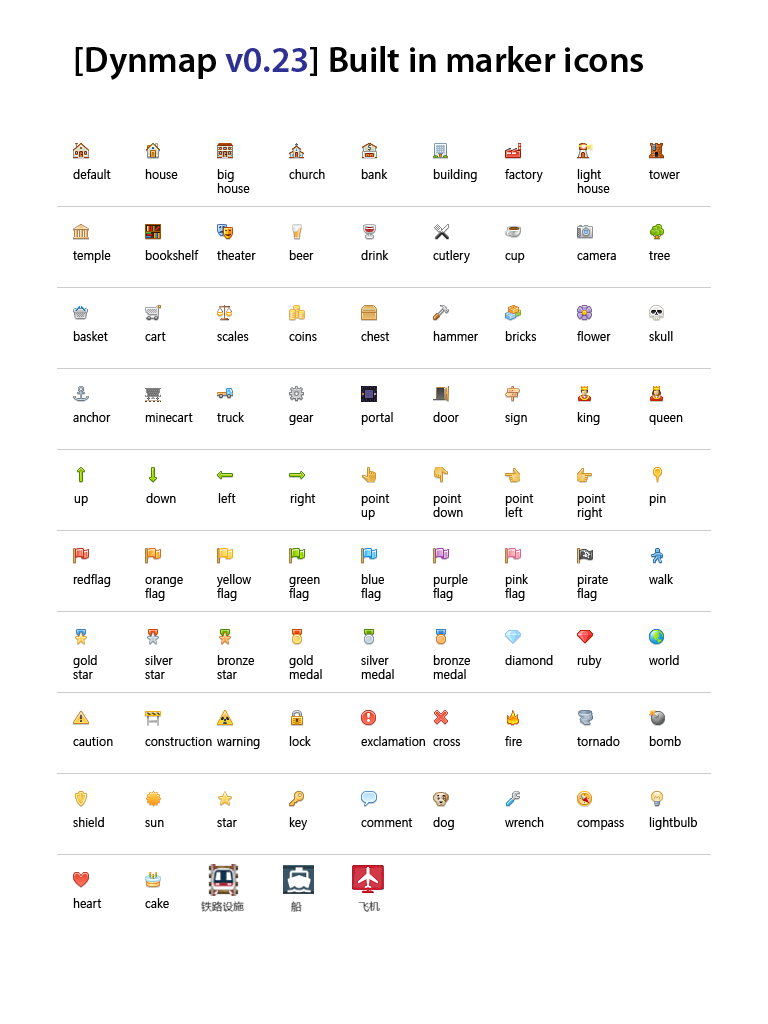 [Dynmap v0.23] Built in marker icons
default house big house church bank building factory light house tower
temple bookshelf theater beer drink cutlery cup camera tree
basket cart scales coins chest hammer bricks flower skull
anchor minecart truck gear portal door sign king queen
up down left right point up point down point left point right pin
redflag orange flag yellow flag green flag blue flag purple flag pink flag pirate flag walk
gold star silver star bronze star gold medal silver medal bronze medal diamond ruby world
caution construction warning lock exclamation cross fire tornado bomb
shield sun star key comment dog wrench compass lightbulb
heart cake 铁路设施 船 飞机